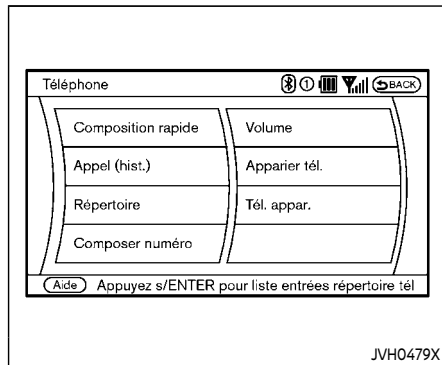 Téléphone 1 BACK
Composition rapide
Appel (hist.)
Répertoire
Composer numéro
Volume
Apparier tél.
Tél. appar.
Aide Appuyez s/ENTER pour liste entrées répertoire tél
JVH0479X